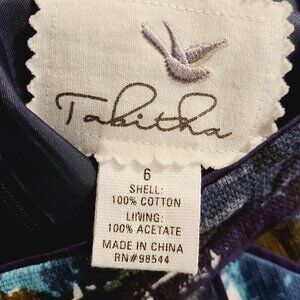 Tabitha
6
SHELL:
100% COTTON
LINING:
100% ACETATE
MADE IN CHINA
RN#98544